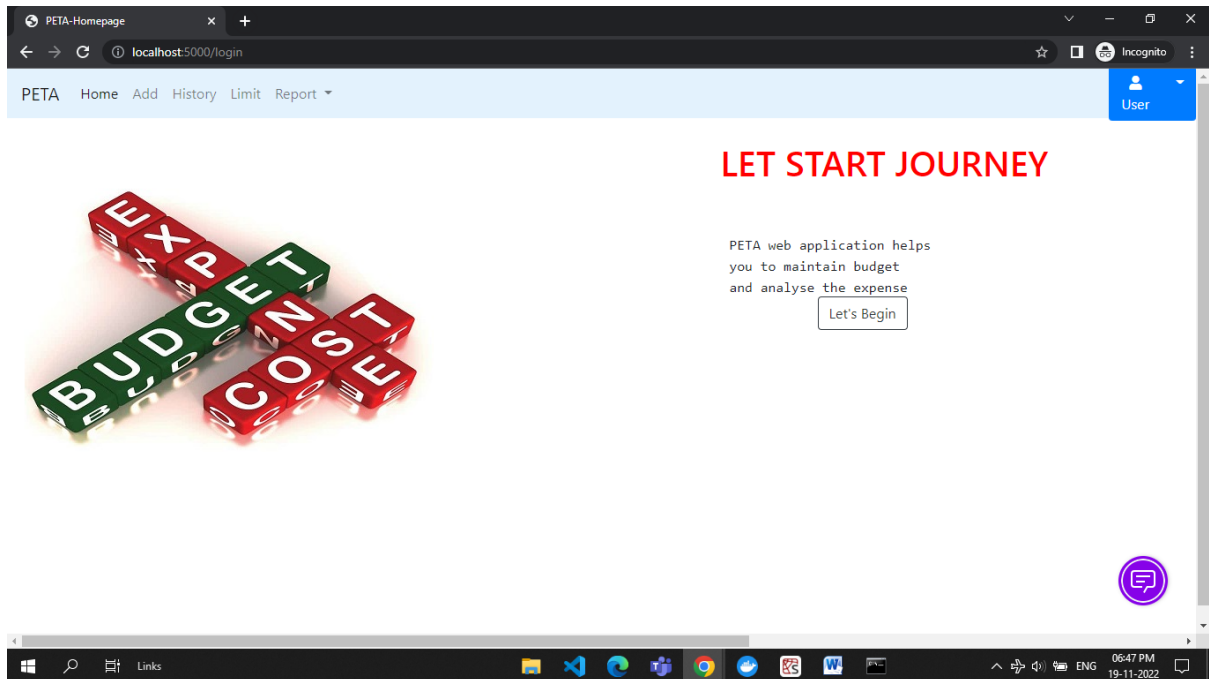 PETA-Homepage
localhost:5000/login
Incognito
PETA Home Add History Limit Report
User
LET START JOURNEY
PETA web application helps
you to maintain budget
and analyse the expense
Let's Begin
EXPENSE
BUDGET
COST
Links
ENG
06:47 PM
19-11-2022